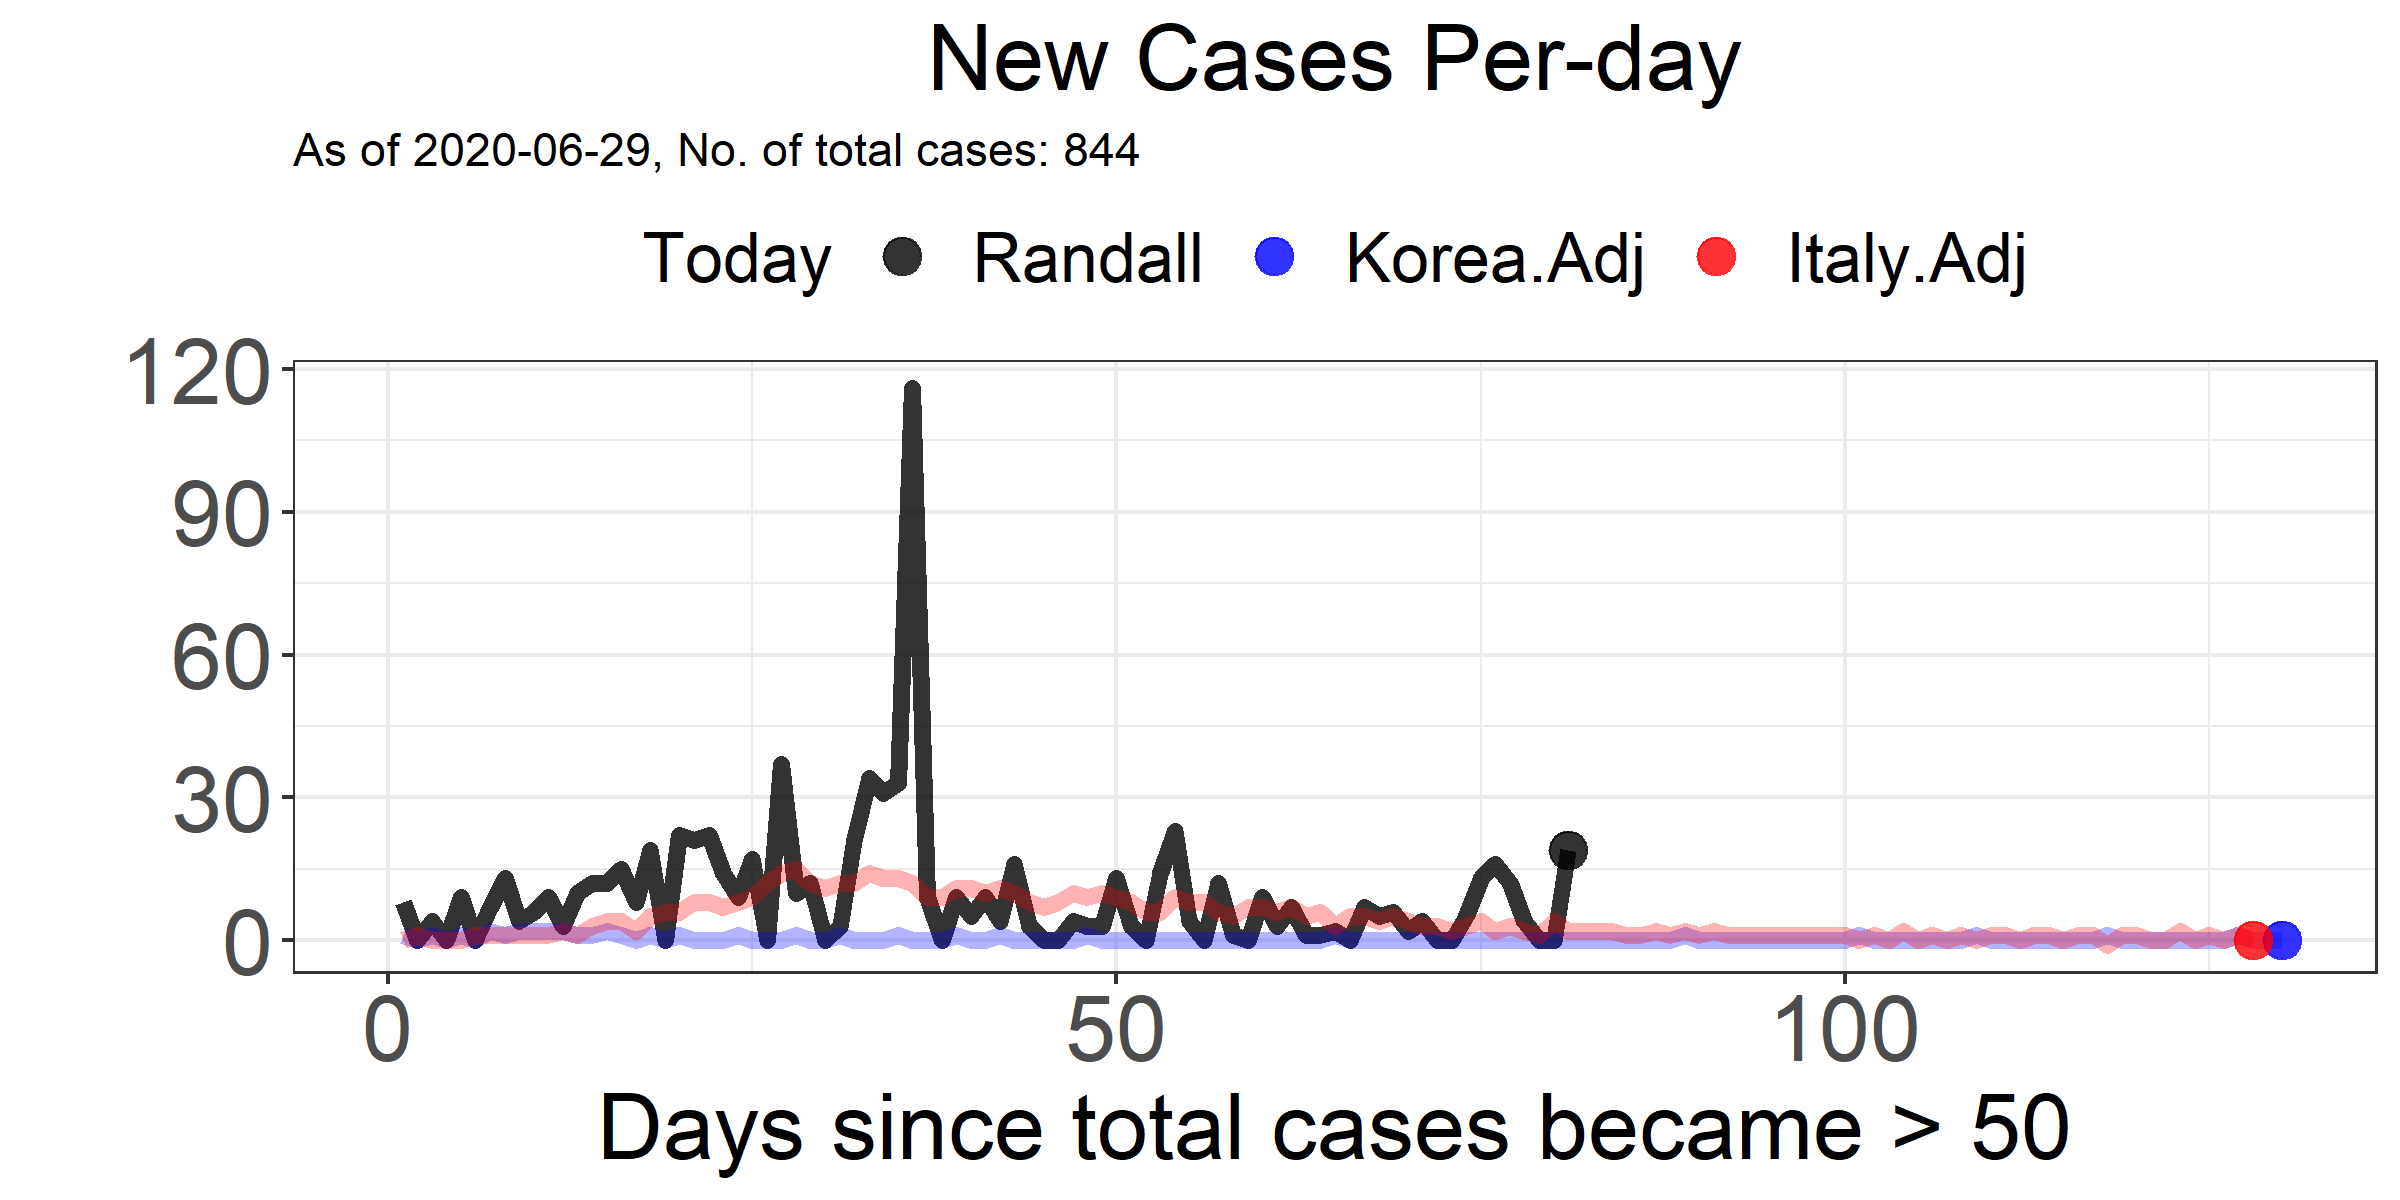 New Cases Per-day
As of 2020-06-29, No. of total cases: 844
Today Randall Korea.Adj Italy.Adj
120
90
60
30
0
0 50 100
Days since total cases became > 50